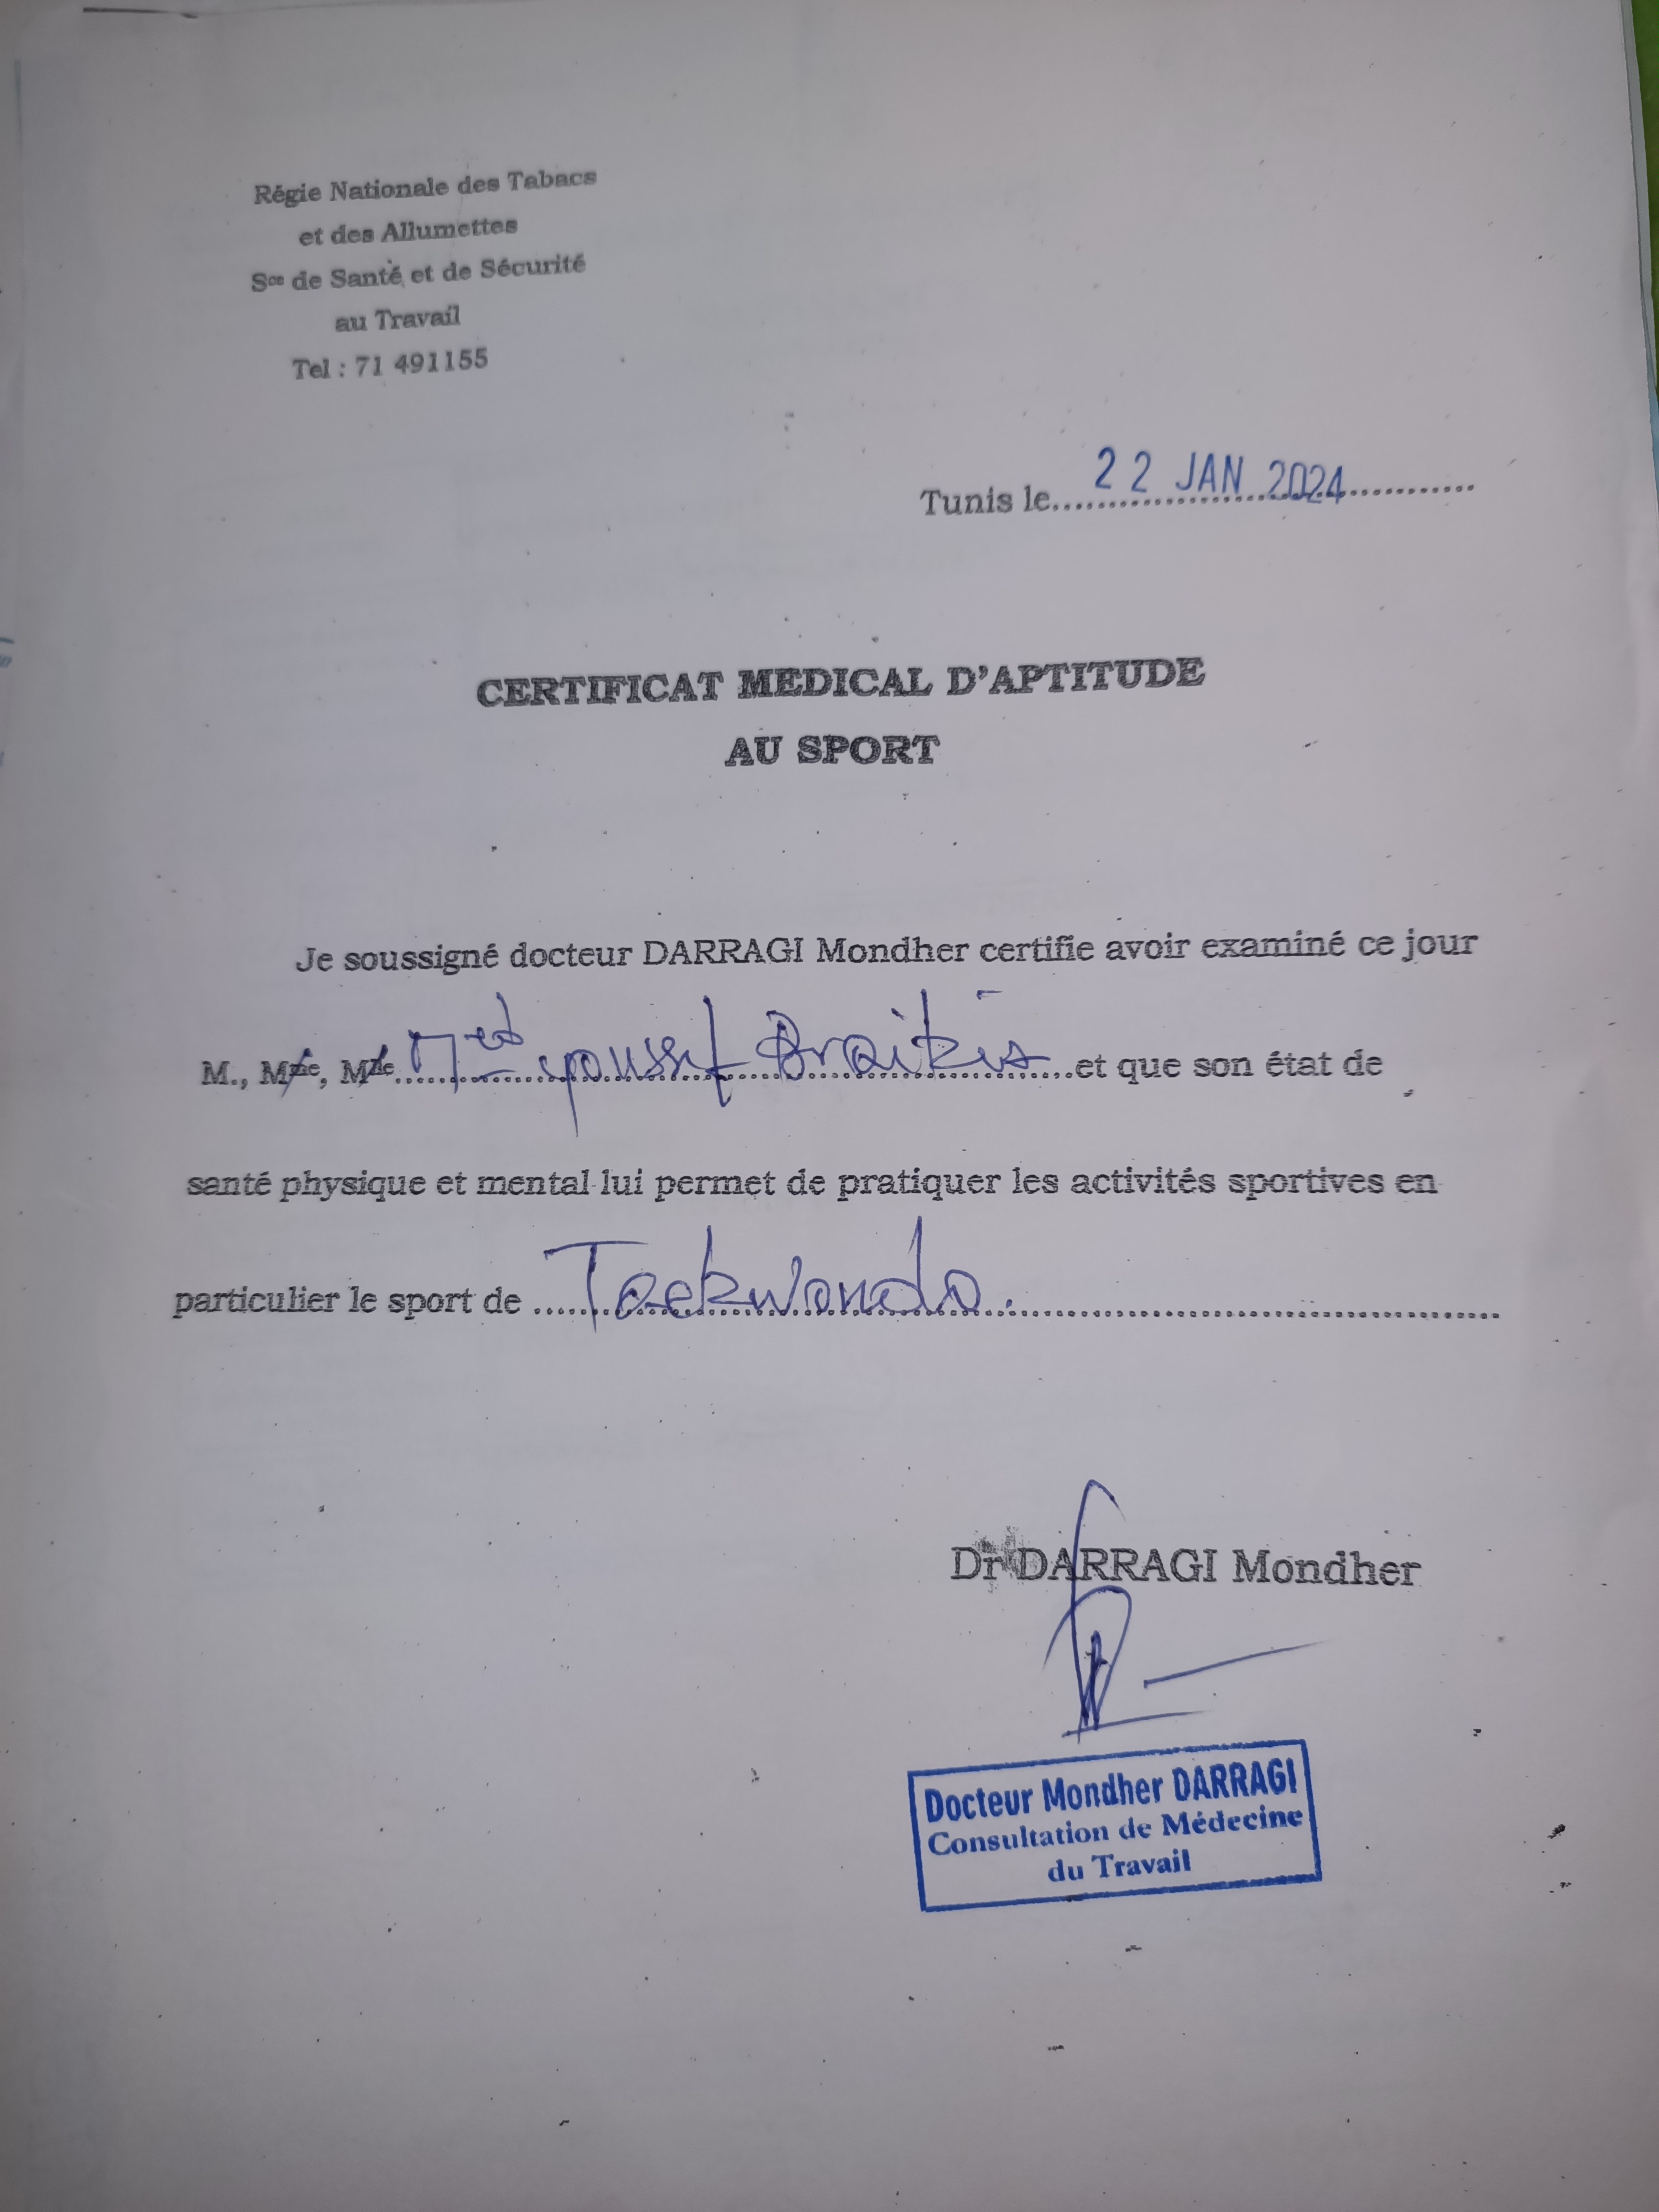 Régie Nationale des Tabacs
et des Allumettes
Sce de Santé et de Sécurité
au Travail
Tel : 71 491155
Tunis le 22 JAN 2024
CERTIFICAT MEDICAL D'APTITUDE
AU SPORT
Je soussigné docteur DARRAGI Mondher certifie avoir examiné ce jour
M., Mme, Mlle Med youssef et que son état de
santé physique et mental lui permet de pratiquer les activités sportives en
particulier le sport de Taekwondo.
Dr DARRAGI Mondher
Docteur Mondher DARRAGI
Consultation de Médecine
du Travail